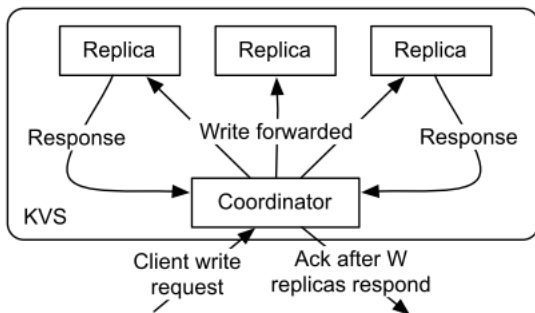 Replica
Replica
Replica
Response
Write forwarded
Response
Coordinator
KVS
Client write
request
Ack after W
replicas respond